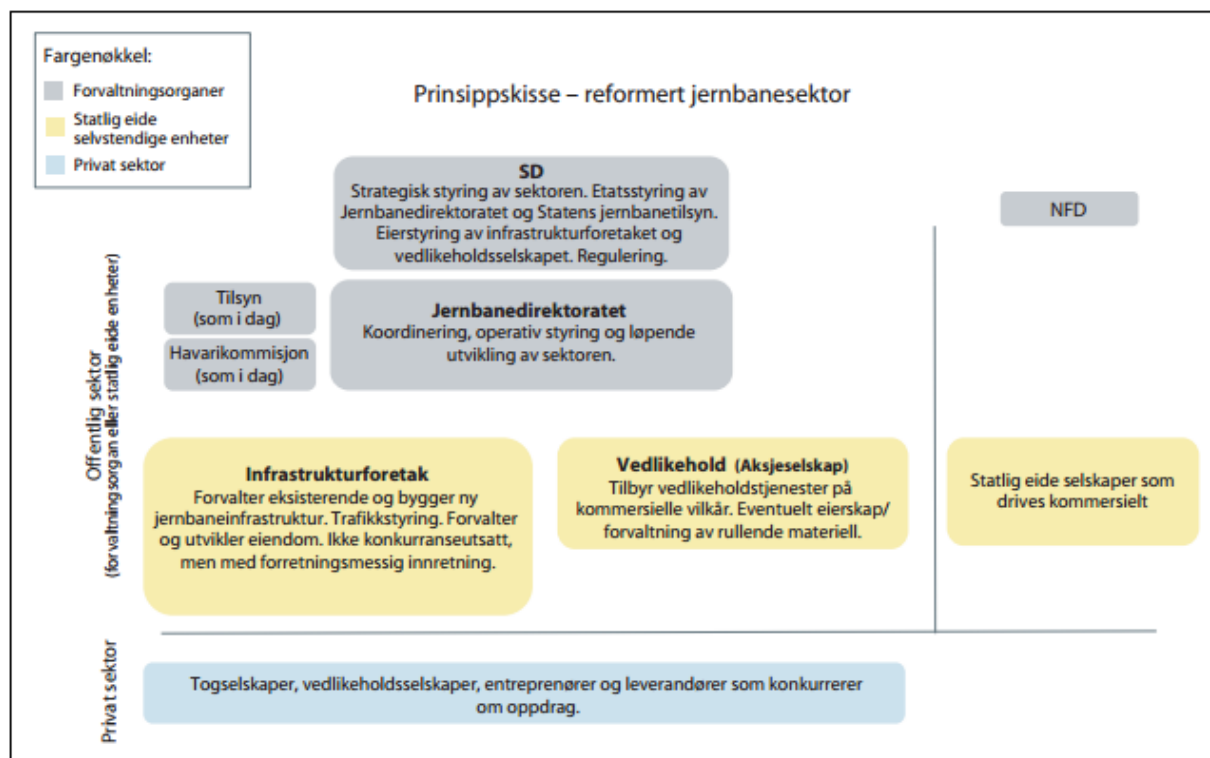 Fargenøkkel:
Forvaltningsorganer
Statlig eide
selvstendige enheter
Privat sektor
Prinsippskisse – reformert jernbanesektor
SD
Strategisk styring av sektoren. Etatsstyring av
Jernbanedirektoratet og Statens jernbanetilsyn.
Eierstyring av infrastrukturforetaket og
vedlikeholdsselskapet. Regulering.
NFD
Tilsyn
(som i dag)
Havarikommisjon
(som i dag)
Jernbanedirektoratet
Koordinering, operativ styring og løpende
utvikling av sektoren.
Offentlig sektor
(forvaltningsorgan eller statlig eide enheter)
Infrastrukturforetak
Forvalter eksisterende og bygger ny
jernbaneinfrastruktur. Trafikkstyring. Forvalter
og utvikler eiendom. Ikke konkurranseutsatt,
men med forretningsmessig innretning.
Vedlikehold (Aksjeselskap)
Tilbyr vedlikeholdstjenester på
kommersielle vilkår. Eventuelt eierskap/
forvaltning av rullende materiell.
Statlig eide selskaper som
drives kommersielt
Privat sektor
Togselskaper, vedlikeholdsselskaper, entreprenører og leverandører som konkurrerer
om oppdrag.